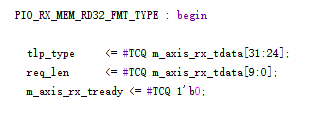 PIO_RX_MEM_RD32_FMT_TYPE : begin
tlp_type <= #TCQ m_axis_rx_tdata[31:24];
req_len <= #TCQ m_axis_rx_tdata[9:0];
m_axis_rx_tready <= #TCQ 1'b0;